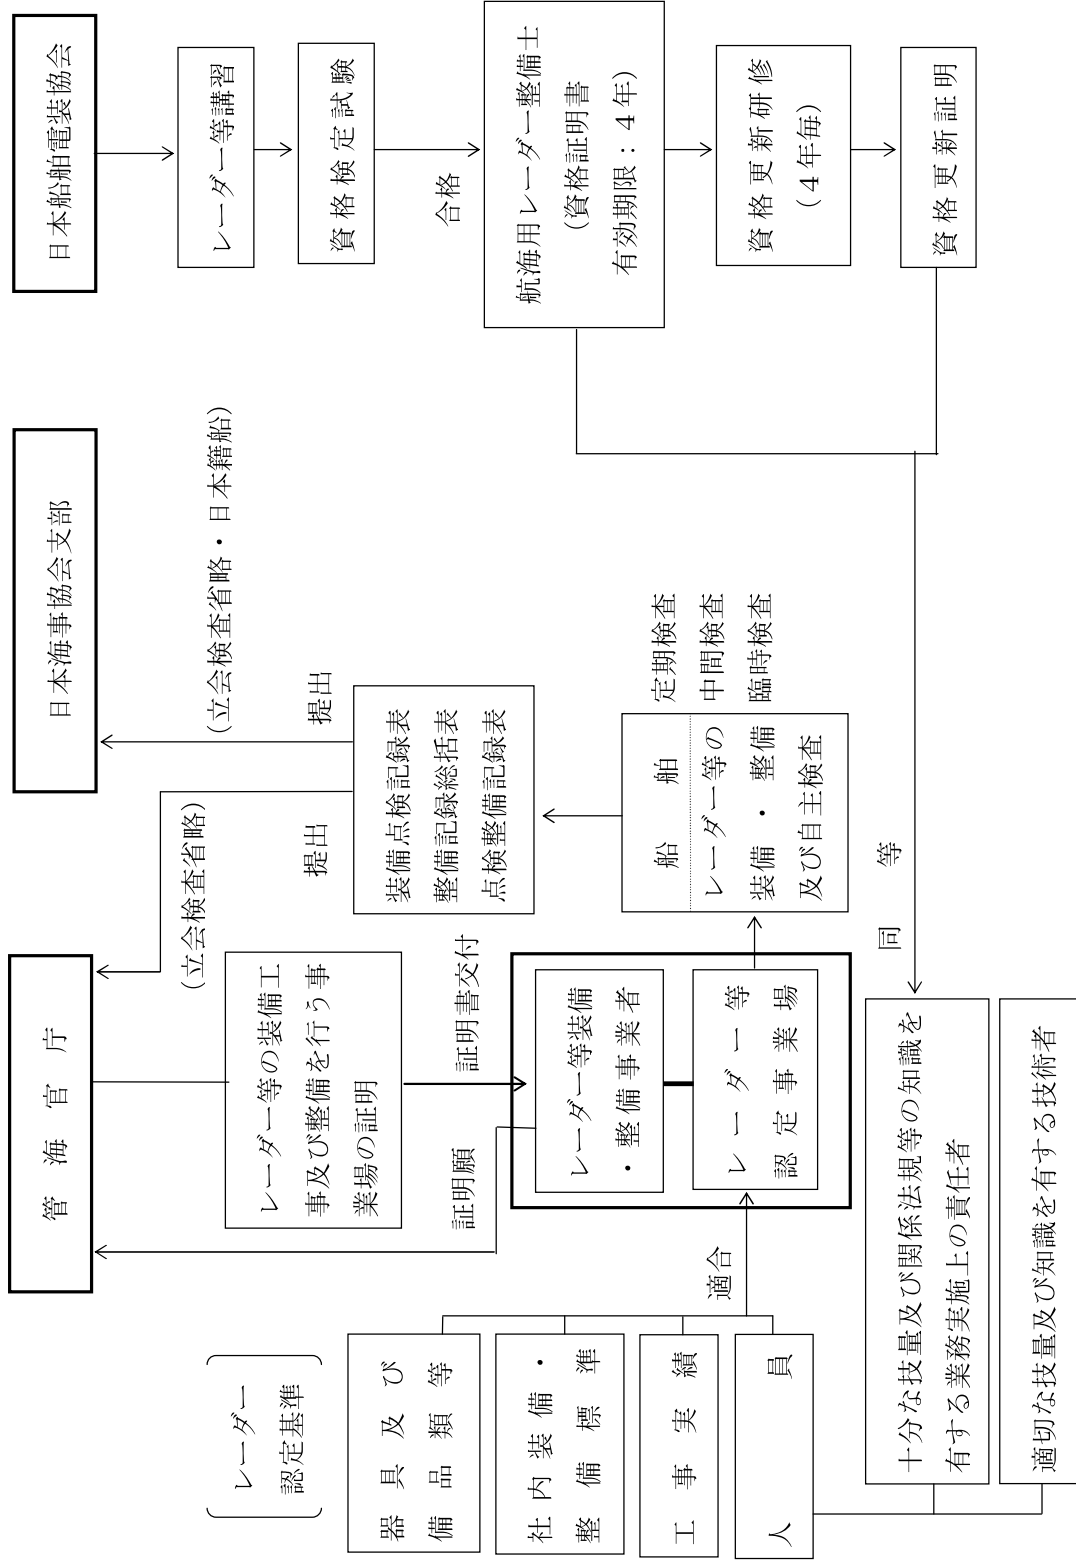 管海官庁
日本海事協会支部
日本船舶電装協会
レーダー
認定基準
(立会検査省略)
(立会検査省略・日本籍船)
レーダー等の装備工
事及び整備を行う事
業場の証明
提出
提出
レーダー等講習
資格検定試験
器具及び
備品類等
証明願
証明書交付
装備点検記録表
整備記録総括表
点検整備記録表
合格
社内装備・
整備標準
レーダー等装備
・整備事業者
航海用レーダー整備士
(資格証明書
有効期限：４年)
工事実績
適合
レーダー等
認定事業場
船舶
レーダー等の
装備・整備
及び自主検査
定期検査
中間検査
臨時検査
資格更新研修
(４年毎)
人員
同等
資格更新証明
十分な技量及び関係法規等の知識を
有する業務実施上の責任者
適切な技量及び知識を有する技術者